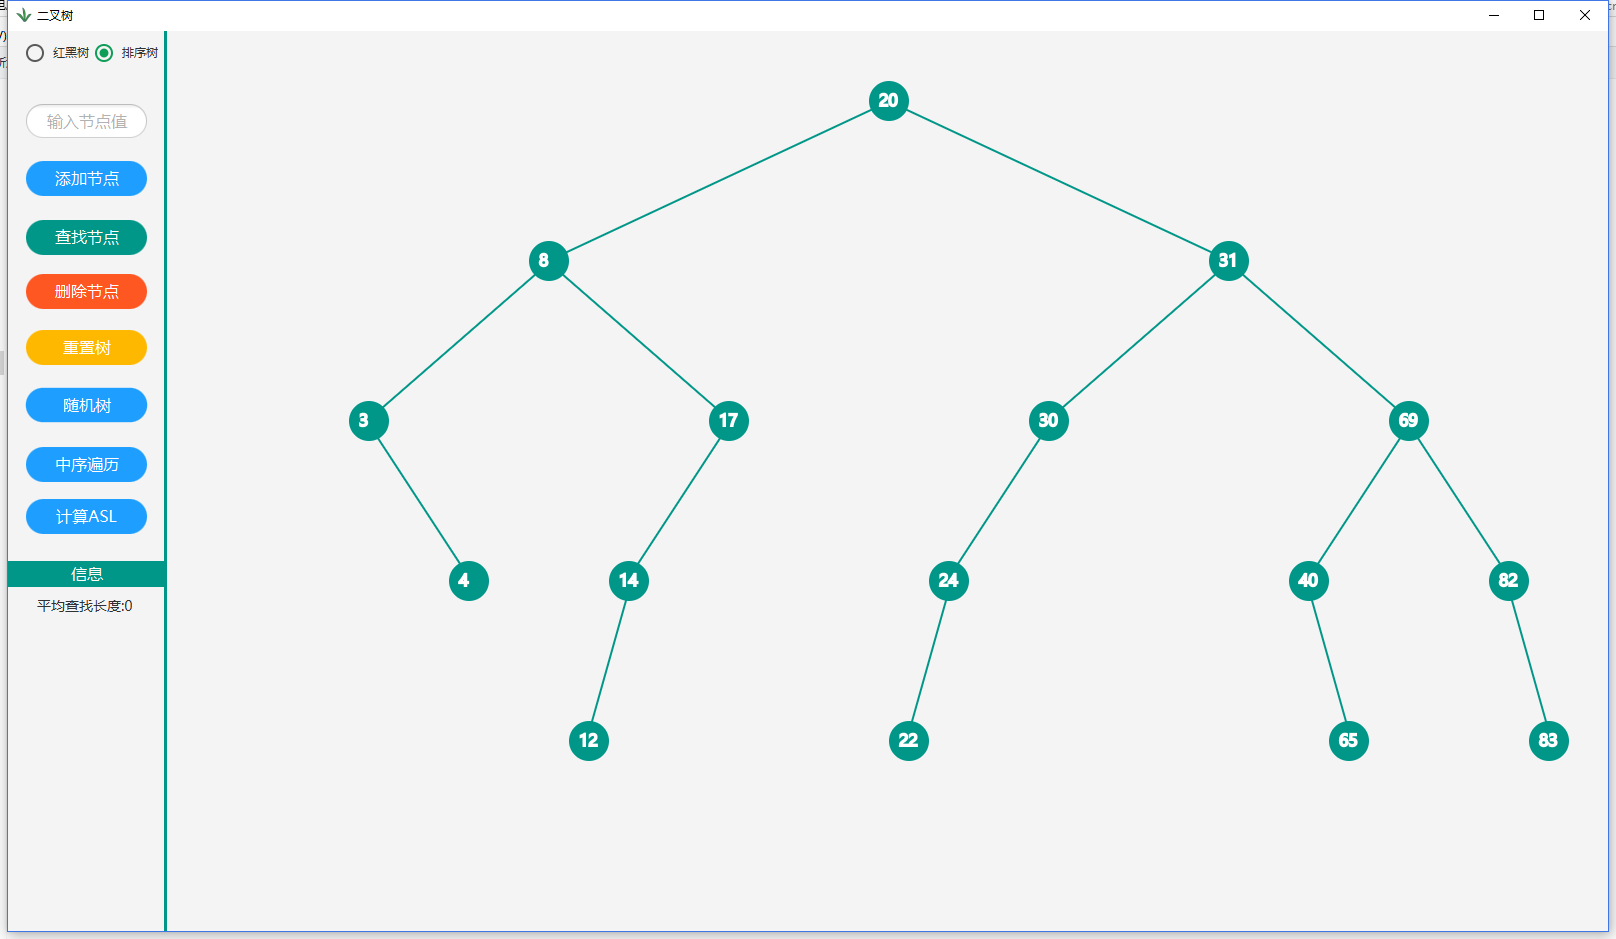 二叉树
红黑树 排序树
输入节点值
添加节点
查找节点
删除节点
重置树
随机树
中序遍历
计算ASL
信息
平均查找长度:0
20
8 31
3 17 30 69
4 14 24 40 82
12 22 65 83